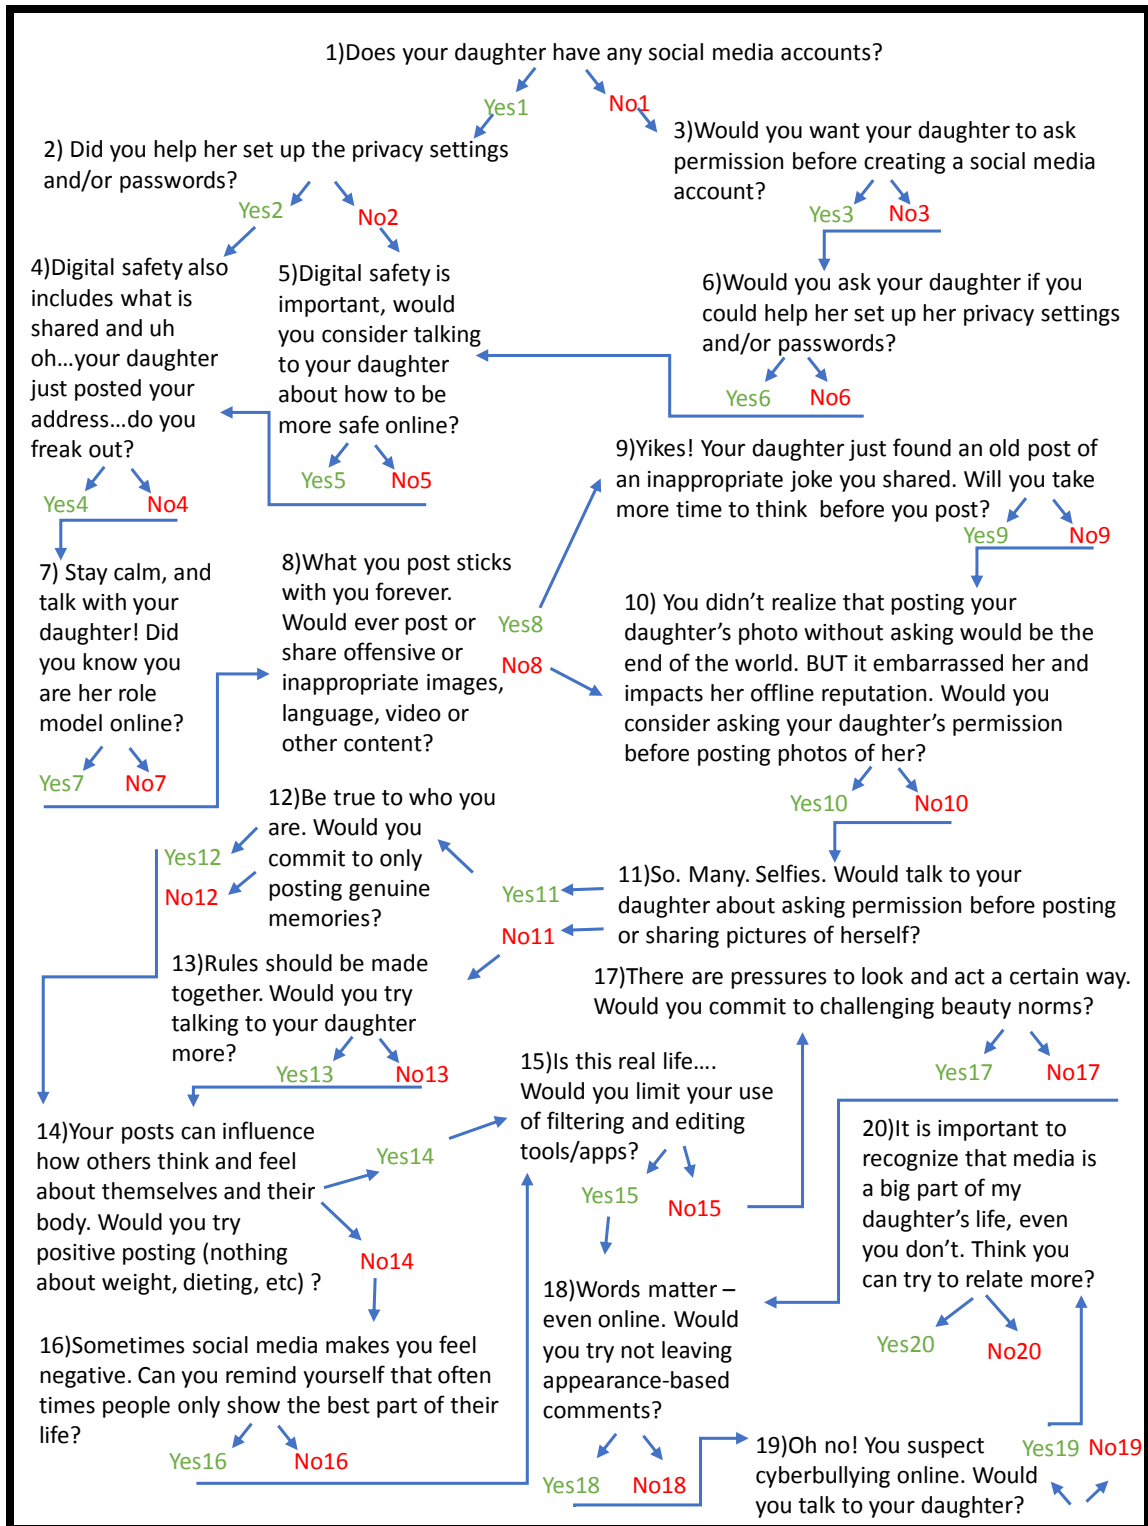 1)Does your daughter have any social media accounts?
Yes1
No1
2) Did you help her set up the privacy settings
and/or passwords?
Yes2
No2
3)Would you want your daughter to ask
permission before creating a social media
account?
Yes3
No3
4)Digital safety also
includes what is
shared and uh
oh...your daughter
just posted your
address...do you
freak out?
Yes4
No4
5)Digital safety is
important, would
you consider talking
to your daughter
about how to be
more safe online?
Yes5
No5
6)Would you ask your daughter if you
could help her set up her privacy settings
and/or passwords?
Yes6
No6
7) Stay calm, and
talk with your
daughter! Did
you know you
are her role
model online?
Yes7
No7
8)What you post sticks
with you forever.
Would ever post or
share offensive or
inappropriate images,
language, video or
other content?
Yes8
No8
9)Yikes! Your daughter just found an old post of
an inappropriate joke you shared. Will you take
more time to think  before you post?
Yes9
No9
10) You didn’t realize that posting your
daughter’s photo without asking would be the
end of the world. BUT it embarrassed her and
impacts her offline reputation. Would you
consider asking your daughter’s permission
before posting photos of her?
Yes10
No10
11)So. Many. Selfies. Would talk to your
daughter about asking permission before posting
or sharing pictures of herself?
Yes11
No11
12)Be true to who you
are. Would you
commit to only
posting genuine
memories?
Yes12
No12
13)Rules should be made
together. Would you try
talking to your daughter
more?
Yes13
No13
14)Your posts can influence
how others think and feel
about themselves and their
body. Would you try
positive posting (nothing
about weight, dieting, etc) ?
Yes14
No14
15)Is this real life....
Would you limit your use
of filtering and editing
tools/apps?
Yes15
No15
16)Sometimes social media makes you feel
negative. Can you remind yourself that often
times people only show the best part of their
life?
Yes16
No16
17)There are pressures to look and act a certain way.
Would you commit to challenging beauty norms?
Yes17
No17
18)Words matter –
even online. Would
you try not leaving
appearance-based
comments?
Yes18
No18
19)Oh no! You suspect
cyberbullying online. Would
you talk to your daughter?
Yes19
No19
20)It is important to
recognize that media is
a big part of my
daughter’s life, even
you don’t. Think you
can try to relate more?
Yes20
No20